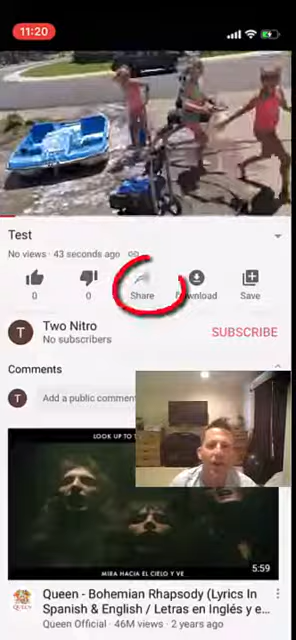 11:20
Test
No views · 43 seconds ago
0
0
Share
Download
Save
T
Two Nitro
No subscribers
SUBSCRIBE
Comments
T
Add a public comment
LOOK UP TO
MIRA HACIA EL CIELO Y VE
5:59
QUEEN
Queen - Bohemian Rhapsody (Lyrics In
Spanish & English / Letras en Inglés y e...
Queen Official · 46M views · 2 years ago